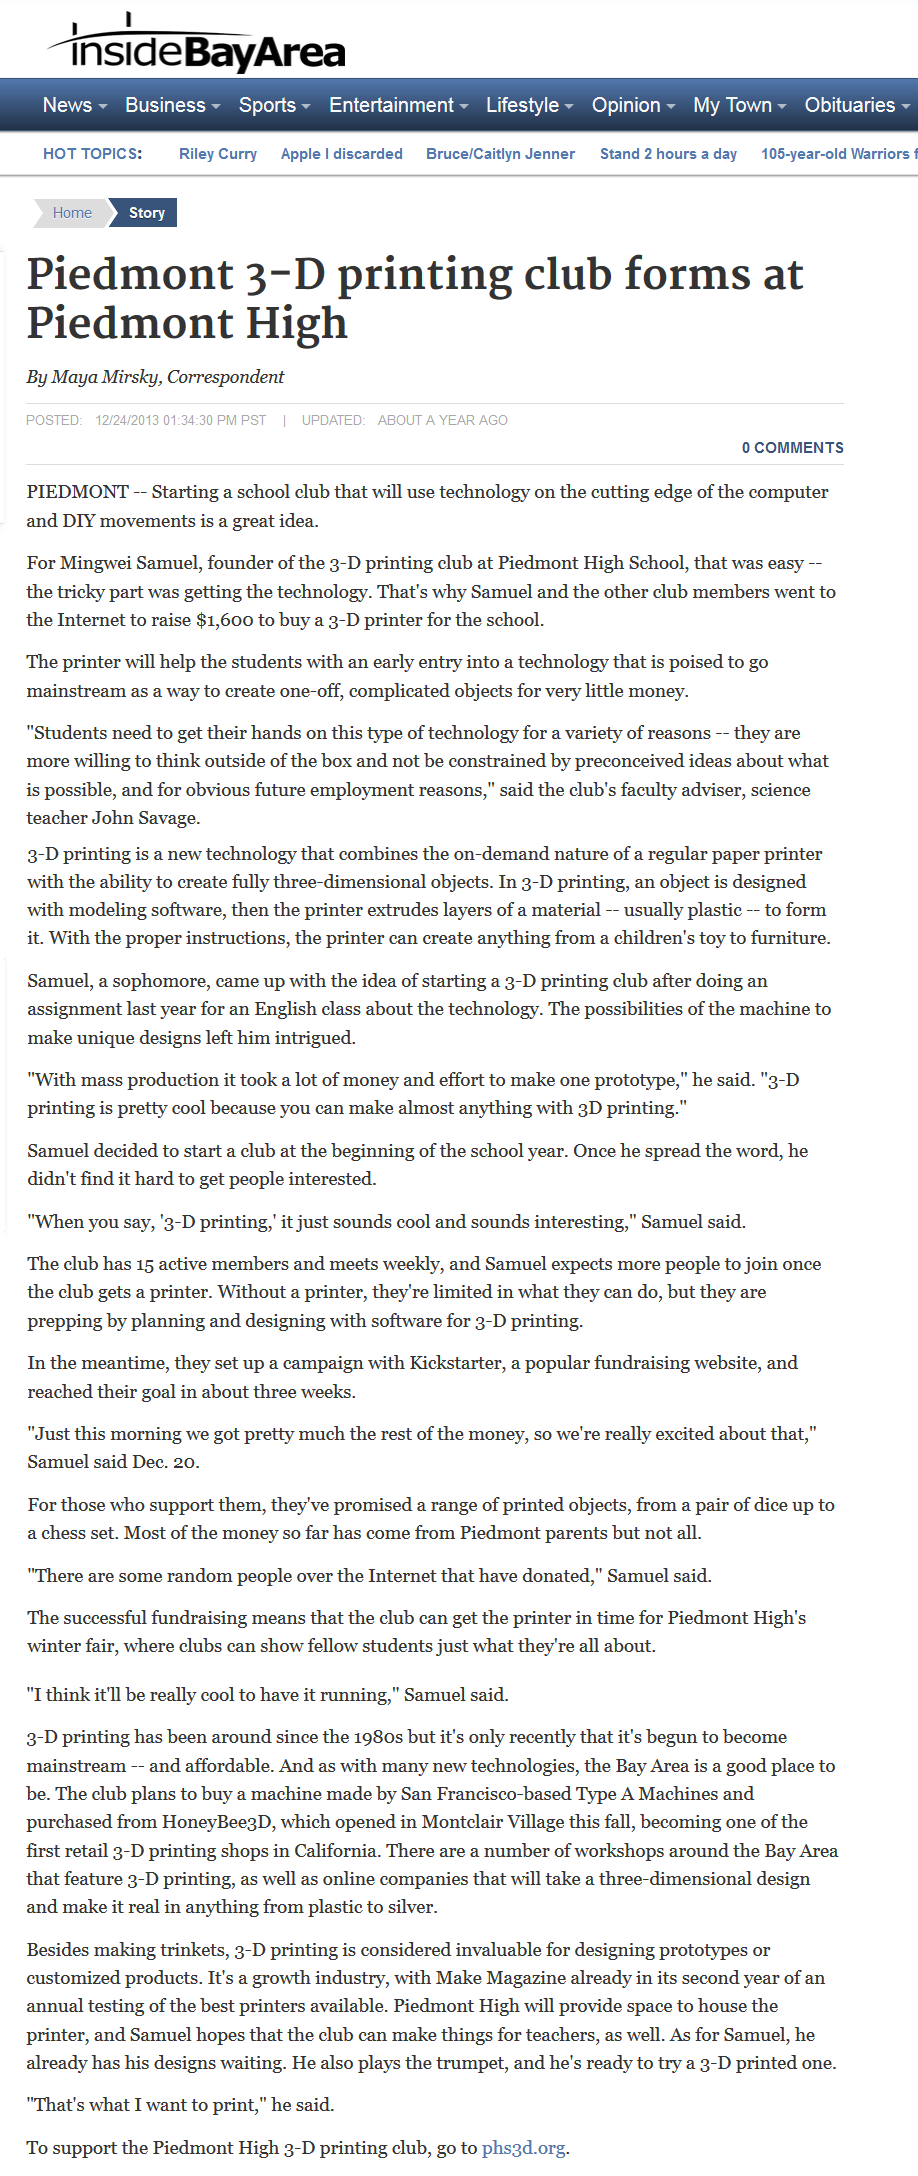 insideBayArea
News Business Sports Entertainment Lifestyle Opinion My Town Obituaries
HOT TOPICS: Riley Curry Apple I discarded Bruce/Caitlyn Jenner Stand 2 hours a day 105-year-old Warriors f
Home Story
Piedmont 3-D printing club forms at
Piedmont High
By Maya Mirsky, Correspondent
POSTED: 12/24/2013 01:34:30 PM PST | UPDATED: ABOUT A YEAR AGO
0 COMMENTS
PIEDMONT -- Starting a school club that will use technology on the cutting edge of the computer
and DIY movements is a great idea.
For Mingwei Samuel, founder of the 3-D printing club at Piedmont High School, that was easy --
the tricky part was getting the technology. That's why Samuel and the other club members went to
the Internet to raise $1,600 to buy a 3-D printer for the school.
The printer will help the students with an early entry into a technology that is poised to go
mainstream as a way to create one-off, complicated objects for very little money.
"Students need to get their hands on this type of technology for a variety of reasons -- they are
more willing to think outside of the box and not be constrained by preconceived ideas about what
is possible, and for obvious future employment reasons," said the club's faculty adviser, science
teacher John Savage.
3-D printing is a new technology that combines the on-demand nature of a regular paper printer
with the ability to create fully three-dimensional objects. In 3-D printing, an object is designed
with modeling software, then the printer extrudes layers of a material -- usually plastic -- to form
it. With the proper instructions, the printer can create anything from a children's toy to furniture.
Samuel, a sophomore, came up with the idea of starting a 3-D printing club after doing an
assignment last year for an English class about the technology. The possibilities of the machine to
make unique designs left him intrigued.
"With mass production it took a lot of money and effort to make one prototype," he said. "3-D
printing is pretty cool because you can make almost anything with 3D printing."
Samuel decided to start a club at the beginning of the school year. Once he spread the word, he
didn't find it hard to get people interested.
"When you say, '3-D printing,' it just sounds cool and sounds interesting," Samuel said.
The club has 15 active members and meets weekly, and Samuel expects more people to join once
the club gets a printer. Without a printer, they're limited in what they can do, but they are
prepping by planning and designing with software for 3-D printing.
In the meantime, they set up a campaign with Kickstarter, a popular fundraising website, and
reached their goal in about three weeks.
"Just this morning we got pretty much the rest of the money, so we're really excited about that,"
Samuel said Dec. 20.
For those who support them, they've promised a range of printed objects, from a pair of dice up to
a chess set. Most of the money so far has come from Piedmont parents but not all.
"There are some random people over the Internet that have donated," Samuel said.
The successful fundraising means that the club can get the printer in time for Piedmont High's
winter fair, where clubs can show fellow students just what they're all about.
"I think it'll be really cool to have it running," Samuel said.
3-D printing has been around since the 1980s but it's only recently that it's begun to become
mainstream -- and affordable. And as with many new technologies, the Bay Area is a good place to
be. The club plans to buy a machine made by San Francisco-based Type A Machines and
purchased from HoneyBee3D, which opened in Montclair Village this fall, becoming one of the
first retail 3-D printing shops in California. There are a number of workshops around the Bay Area
that feature 3-D printing, as well as online companies that will take a three-dimensional design
and make it real in anything from plastic to silver.
Besides making trinkets, 3-D printing is considered invaluable for designing prototypes or
customized products. It's a growth industry, with Make Magazine already in its second year of an
annual testing of the best printers available. Piedmont High will provide space to house the
printer, and Samuel hopes that the club can make things for teachers, as well. As for Samuel, he
already has his designs waiting. He also plays the trumpet, and he's ready to try a 3-D printed one.
"That's what I want to print," he said.
To support the Piedmont High 3-D printing club, go to phs3d.org.